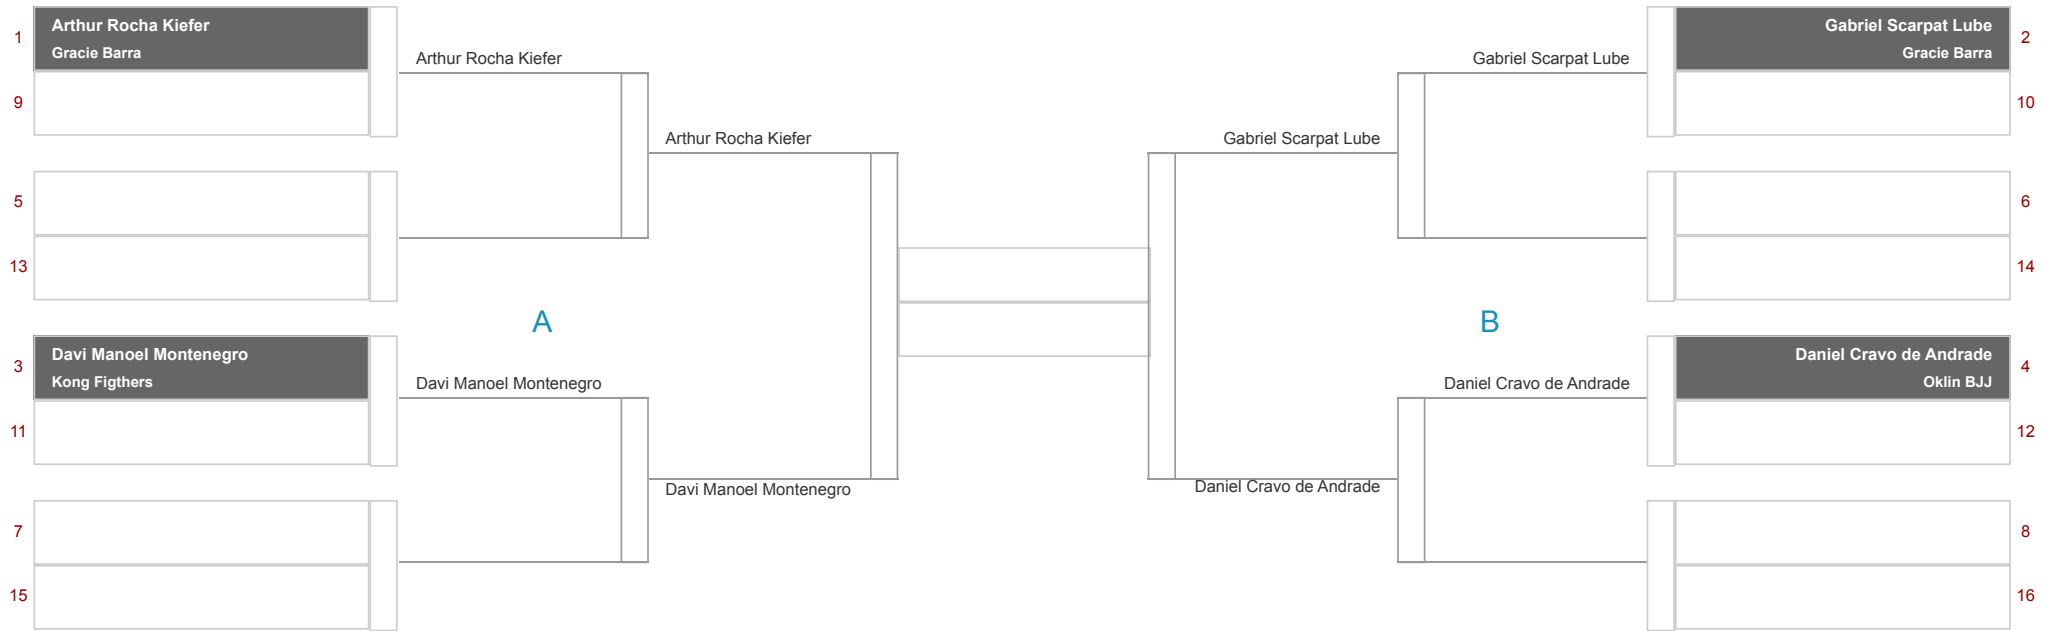 1
Arthur Rocha Kiefer
Gracie Barra
9
5
13
3
Davi Manoel Montenegro
Kong Figthers
11
7
15
Arthur Rocha Kiefer
Davi Manoel Montenegro
A
Arthur Rocha Kiefer
Davi Manoel Montenegro
Gabriel Scarpat Lube
Daniel Cravo de Andrade
B
Gabriel Scarpat Lube
Daniel Cravo de Andrade
Gabriel Scarpat Lube
Gracie Barra
2
10
6
14
Daniel Cravo de Andrade
Oklin BJJ
4
12
8
16